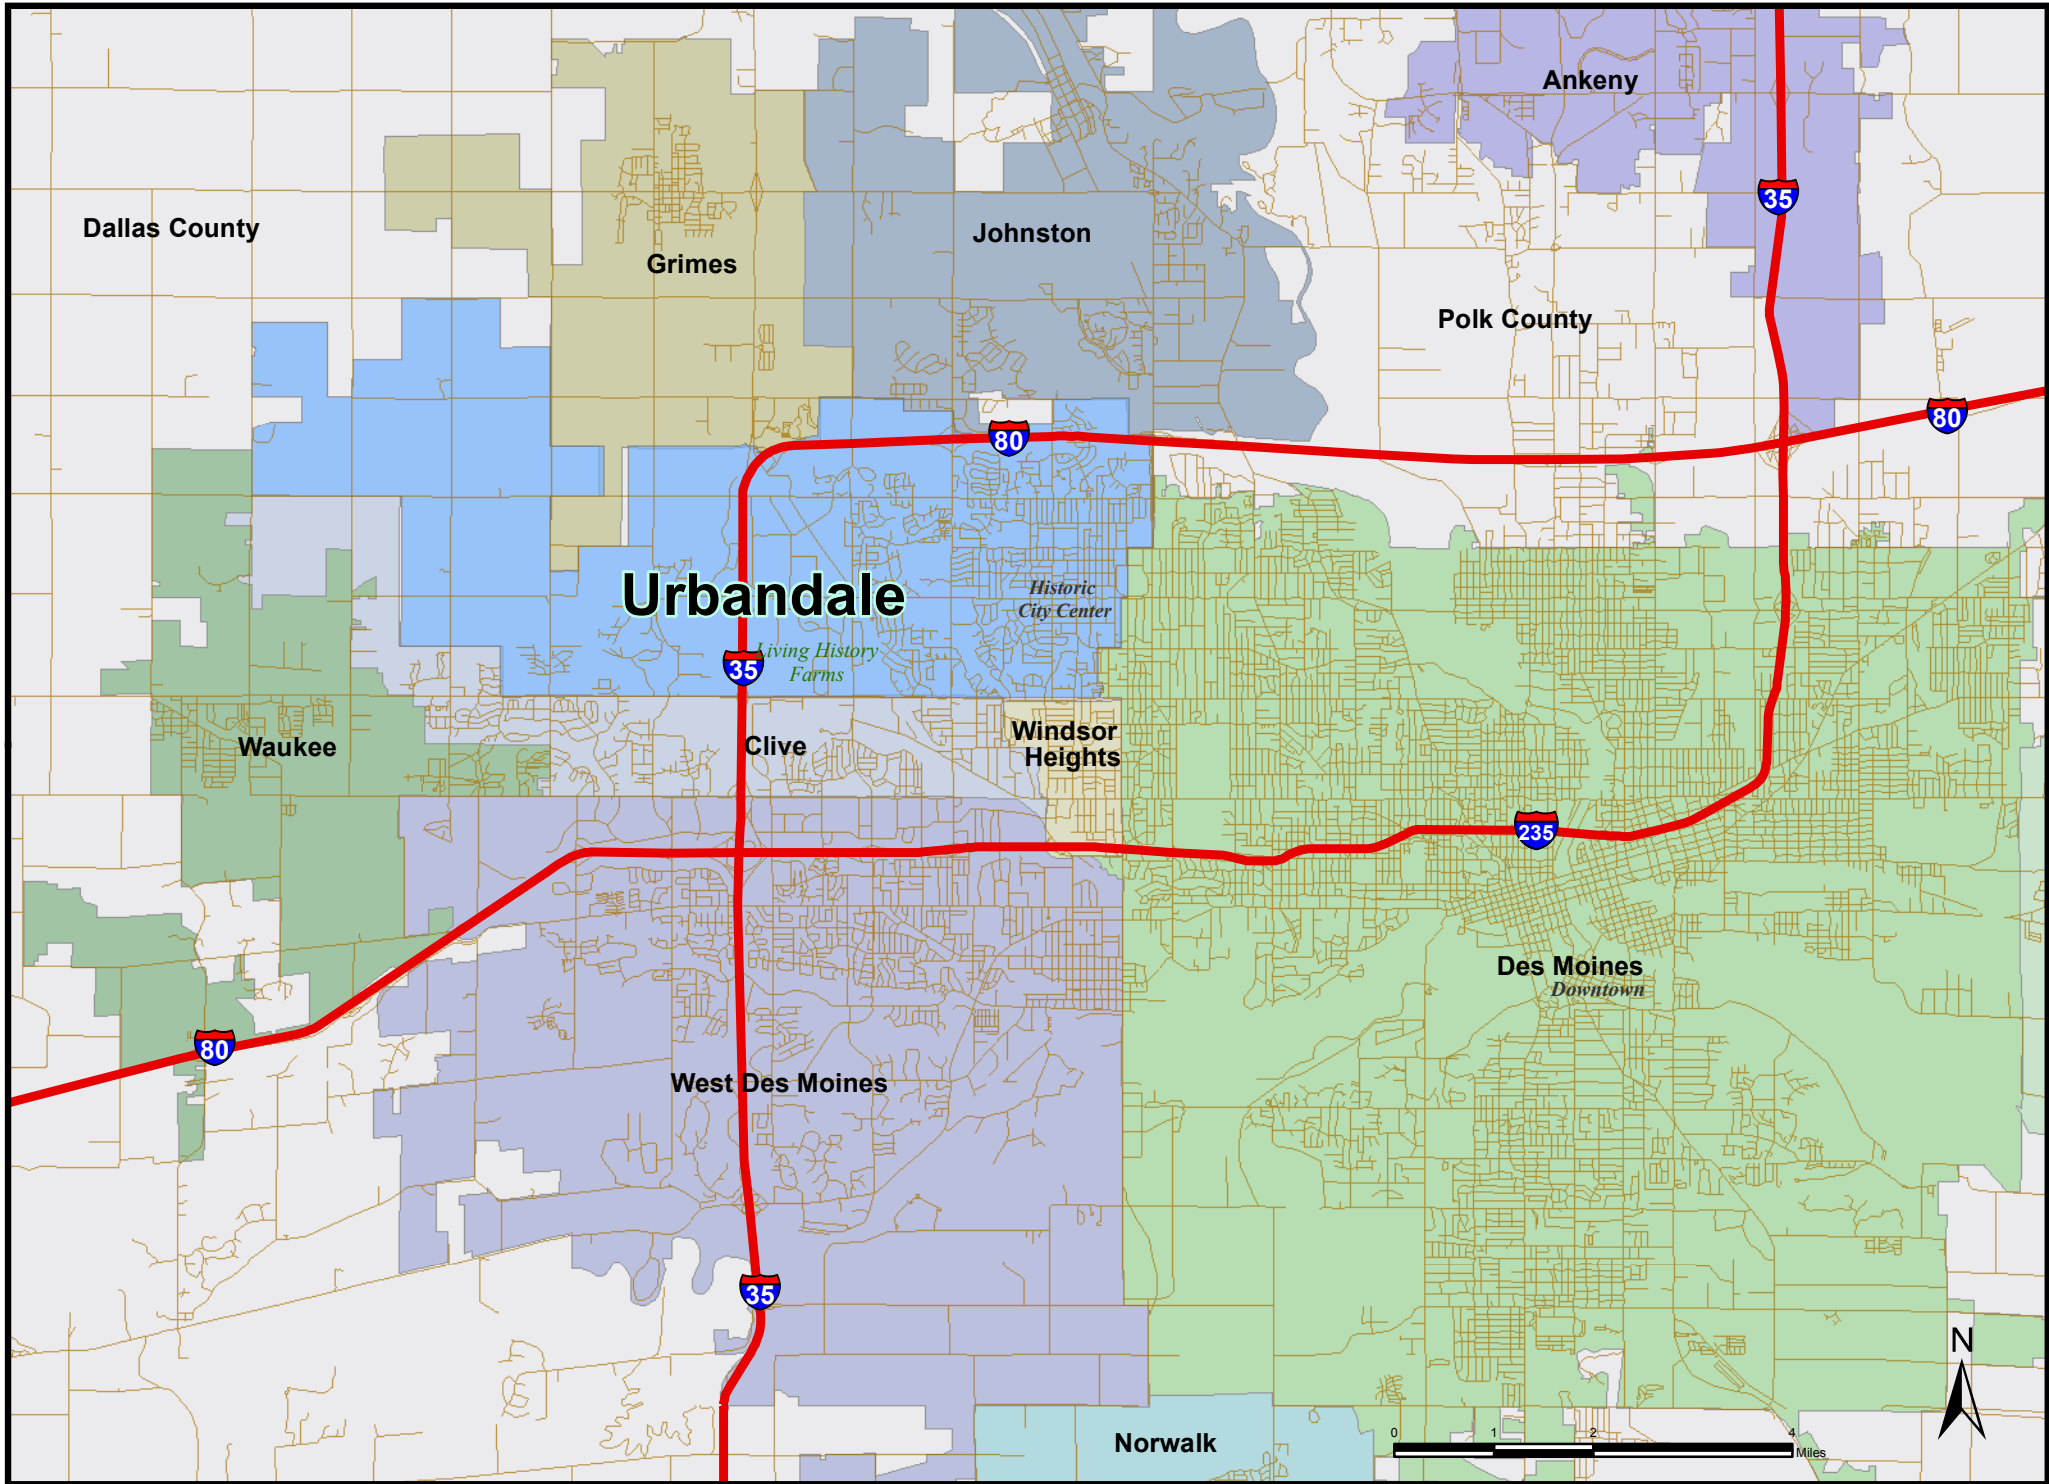 Ankeny
35
Dallas County
Johnston
Grimes
Polk County
80
80
Historic
City Center
Urbandale
Living History
Farms
35
Windsor
Heights
Waukee
Clive
235
Des Moines
Downtown
80
West Des Moines
35
N
Norwalk
0 1 2 4
Miles